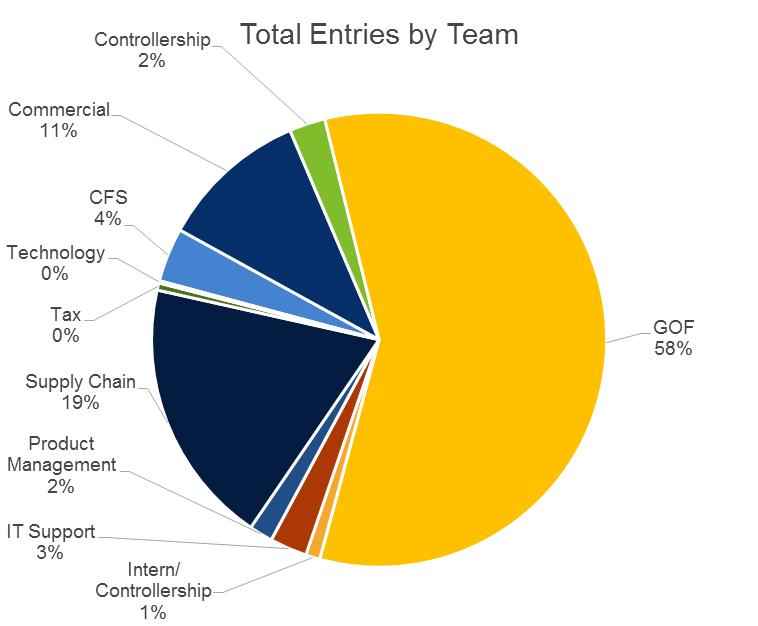 Total Entries by Team
Controllership
2%
Commercial
11%
CFS
4%
Technology
0%
Tax
0%
Supply Chain
19%
Product
Management
2%
IT Support
3%
Intern/
Controllership
1%
GOF
58%